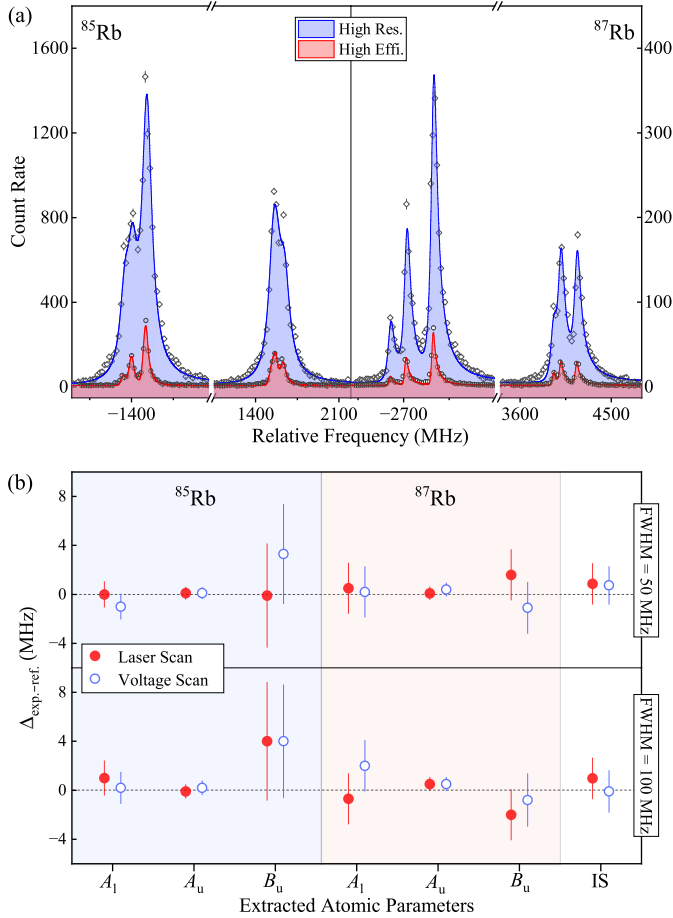 (a)
85Rb
87Rb
High Res.
High Effi.
1600
1200
800
400
0
400
300
200
100
0
Count Rate
−1400
1400
2100
−2700
3600
4500
Relative Frequency (MHz)
(b)
85Rb
87Rb
8
4
0
−4
FWHM = 50 MHz
Laser Scan
Voltage Scan
Δexp.−ref. (MHz)
8
4
0
−4
FWHM = 100 MHz
Al
Au
Bu
Al
Au
Bu
IS
Extracted Atomic Parameters